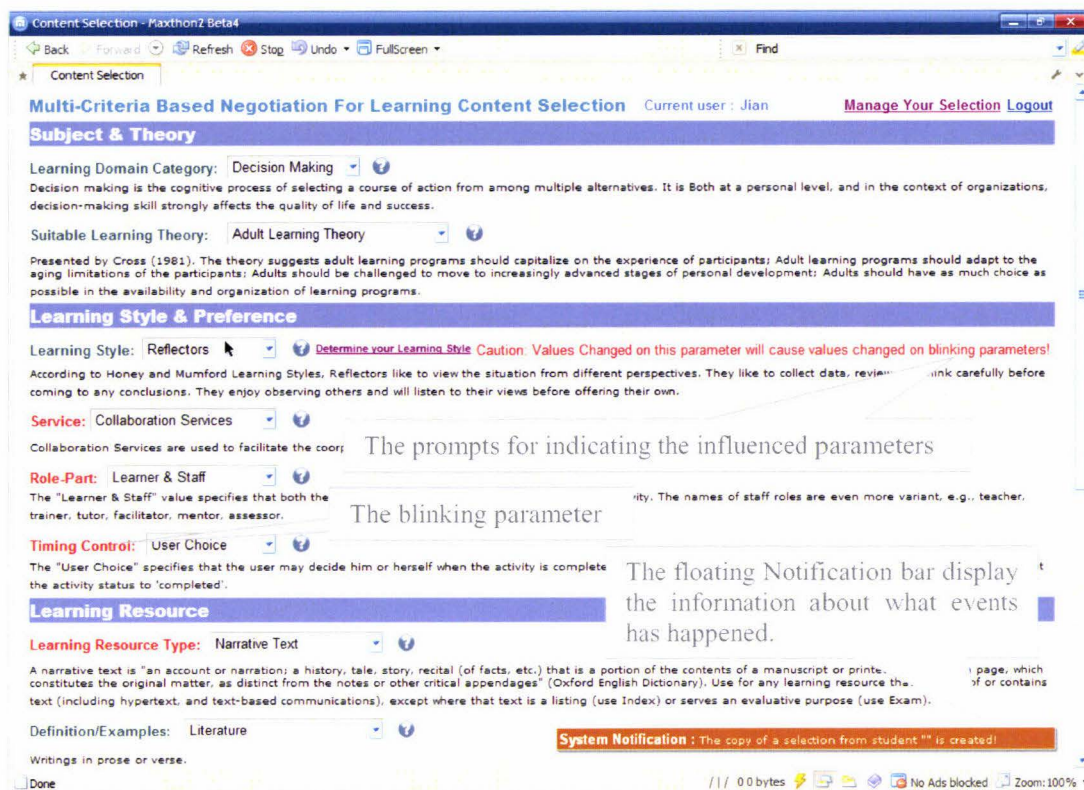 Content Selection - Maxthon2 Beta4
Back Forward Refresh Stop Undo FullScreen Find
Content Selection
Multi-Criteria Based Negotiation For Learning Content Selection Current user : Jian Manage Your Selection Logout
Subject & Theory
Learning Domain Category: Decision Making
Decision making is the cognitive process of selecting a course of action from among multiple alternatives. It is Both at a personal level, and in the context of organizations,
decision-making skill strongly affects the quality of life and success.
Suitable Learning Theory: Adult Learning Theory
Presented by Cross (1981). The theory suggests adult learning programs should capitalize on the experience of participants; Adult learning programs should adapt to the
aging limitations of the participants; Adults should be challenged to move to increasingly advanced stages of personal development; Adults should have as much choice as
possible in the availability and organization of learning programs.
Learning Style & Preference
Learning Style: Reflectors Determine your Learning Style Caution: Values Changed on this parameter will cause values changed on blinking parameters!
According to Honey and Mumford Learning Styles, Reflectors like to view the situation from different perspectives. They like to collect data, review think carefully before
coming to any conclusions. They enjoy observing others and will listen to their views before offering their own.
Service: Collaboration Services
Collaboration Services are used to facilitate the
The prompts for indicating the influenced parameters
Role-Part: Learner & Staff
The "Learner & Staff" value specifies that both the The names of staff roles are even more variant, e.g., teacher,
trainer, tutor, facilitator, mentor, assessor.
The blinking parameter
Timing Control: User Choice
The "User Choice" specifies that the user may decide him or herself when the activity is complete
the activity status to 'completed'.
The floating Notification bar display
the information about what events
has happened.
Learning Resource
Learning Resource Type: Narrative Text
A narrative text is "an account or narration; a history, tale, story, recital (of facts, etc.) that is a portion of the contents of a manuscript or page, which
constitutes the original matter, as distinct from the notes or other critical appendages" (Oxford English Dictionary). Use for any learning resource or contains
text (including hypertext, and text-based communications), except where that text is a listing (use Index) or serves an evaluative purpose (use Exam).
Definition/Examples: Literature
System Notification : The copy of a selection from student "" is created!
Writings in prose or verse.
Done / | / 0 0 bytes No Ads blocked Zoom:100%